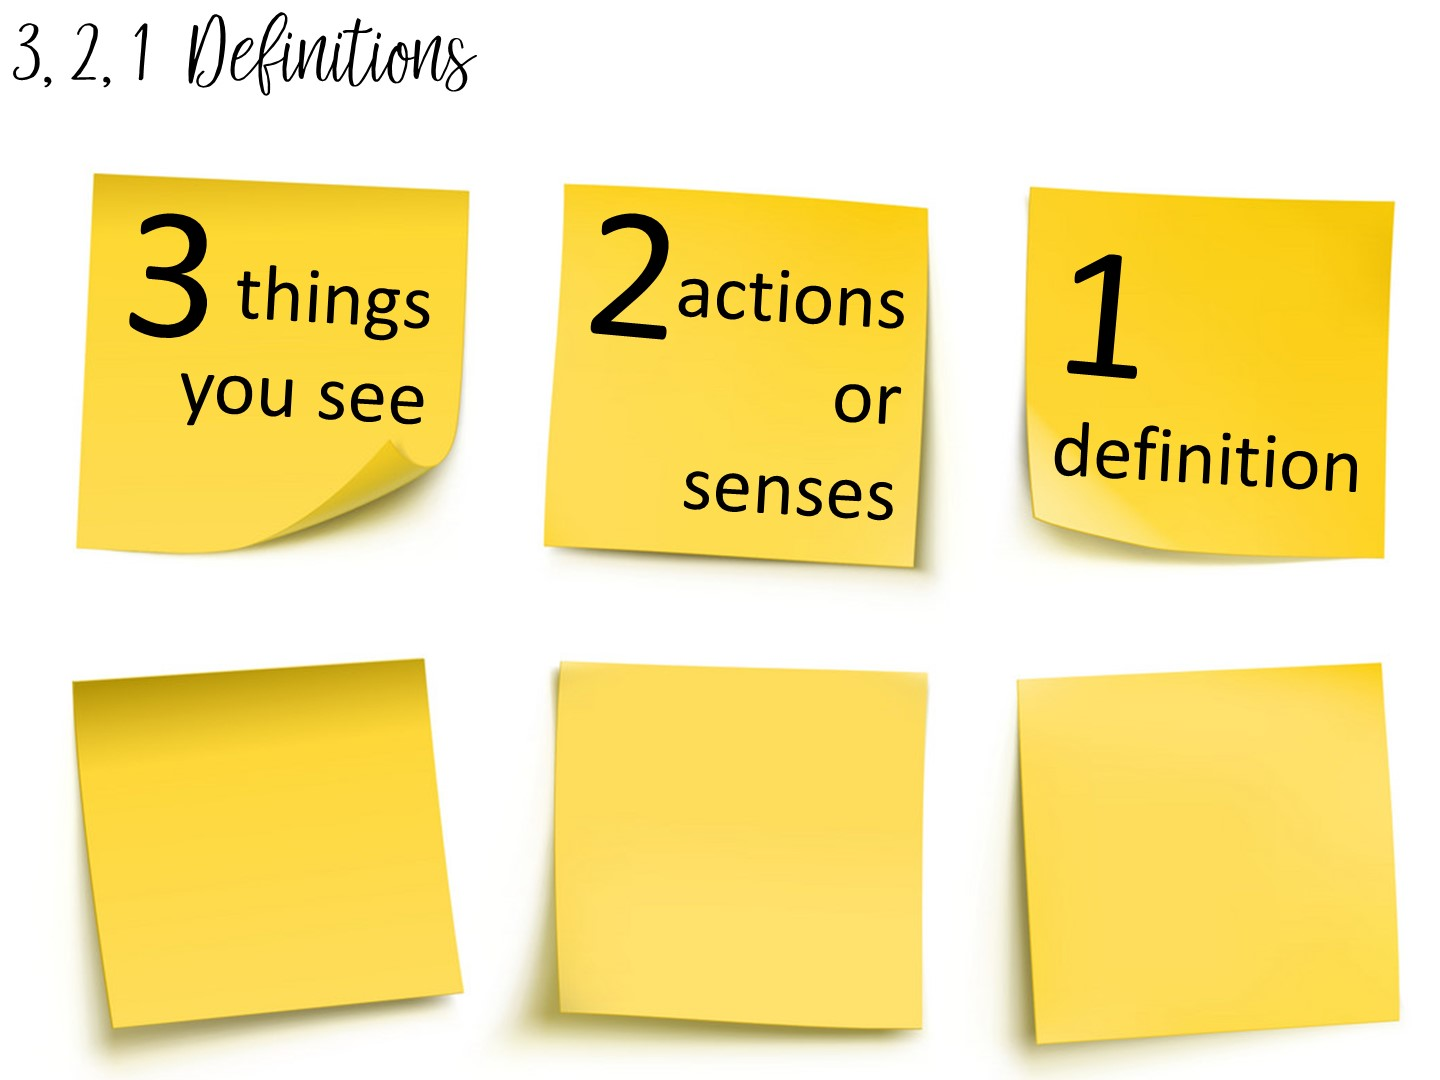 3, 2, 1 Definitions
3 things
you see
2 actions
or
senses
1
definition